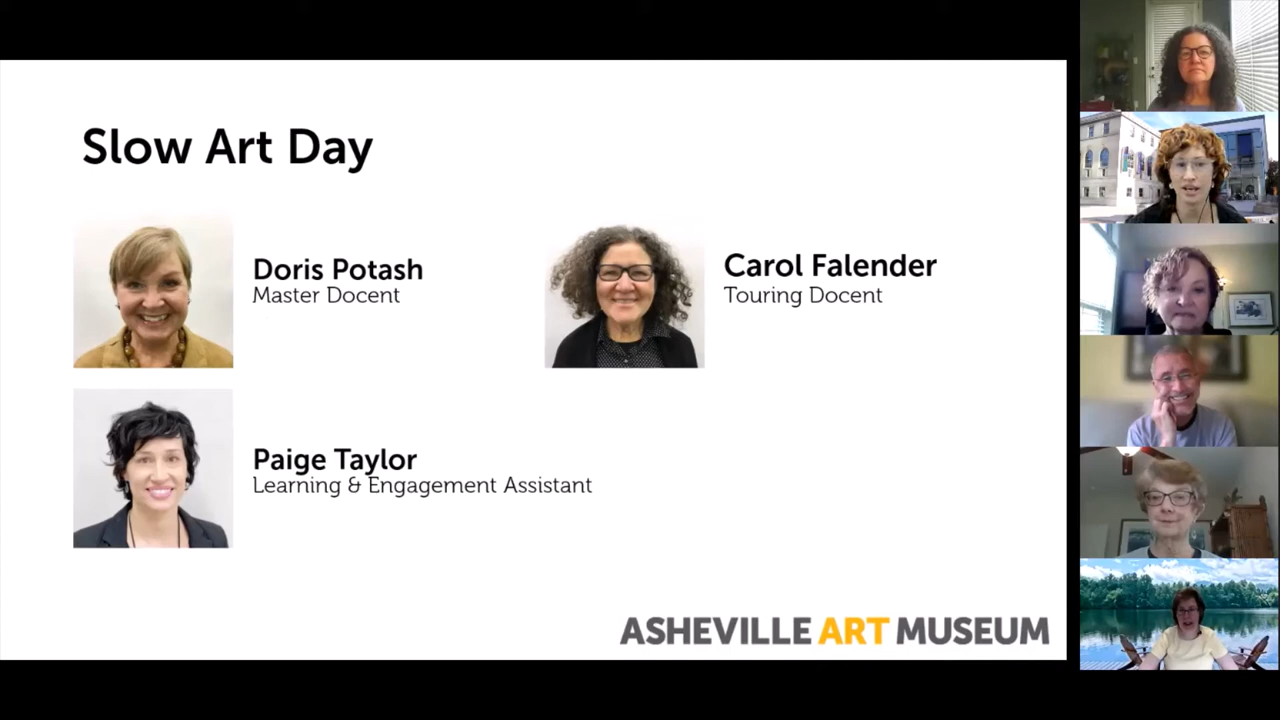 Slow Art Day
Doris Potash
Master Docent
Carol Falender
Touring Docent
Paige Taylor
Learning & Engagement Assistant
ASHEVILLE ART MUSEUM